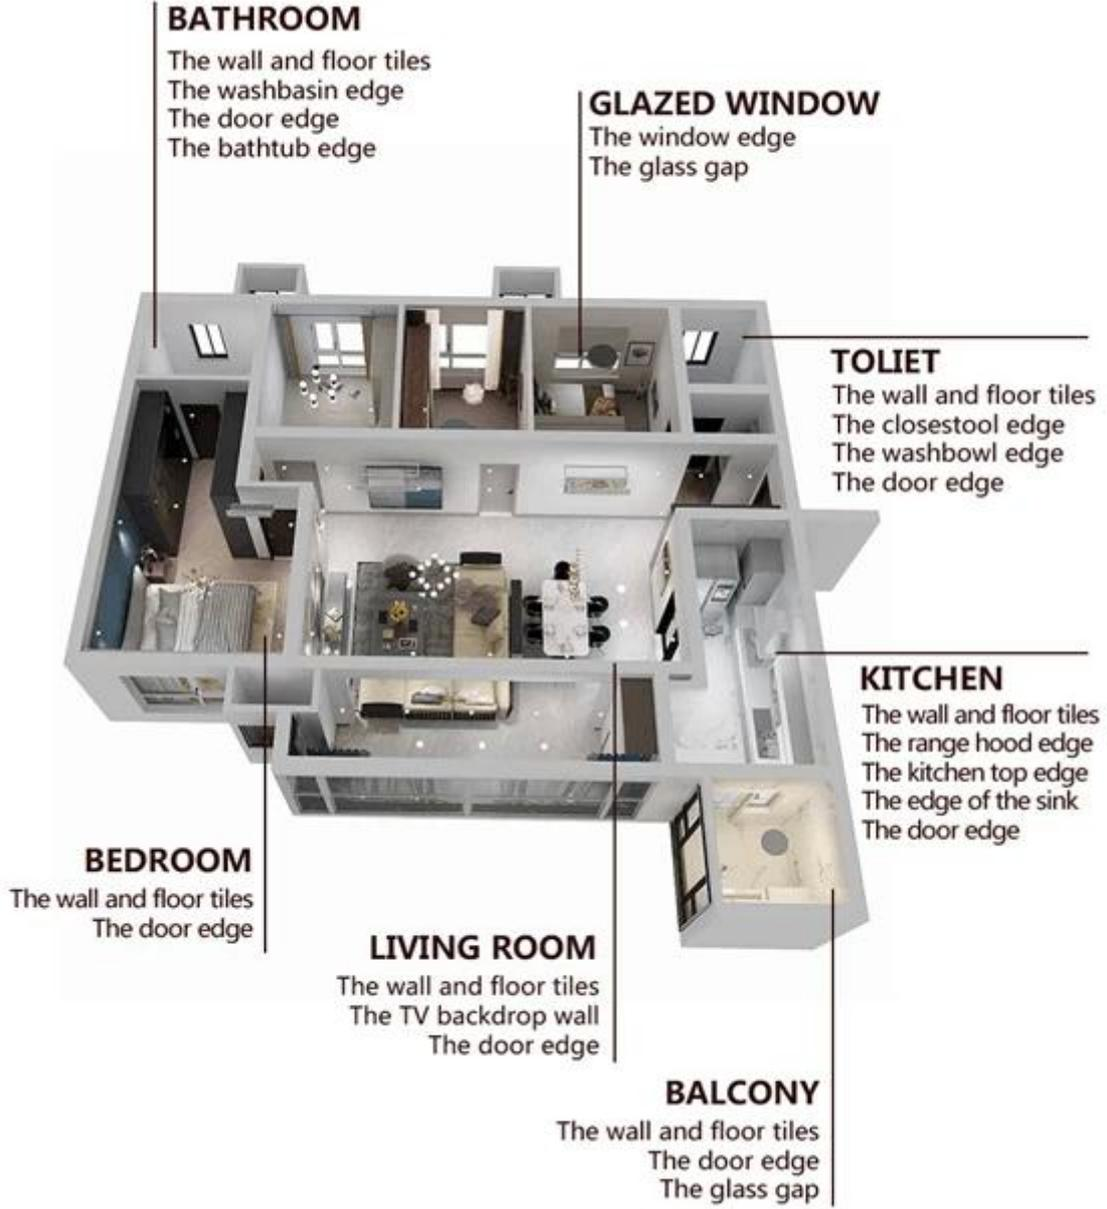 BATHROOM
The wall and floor tiles
The washbasin edge
The door edge
The bathtub edge
GLAZED WINDOW
The window edge
The glass gap
TOLIET
The wall and floor tiles
The closestool edge
The washbowl edge
The door edge
KITCHEN
The wall and floor tiles
The range hood edge
The kitchen top edge
The edge of the sink
The door edge
BEDROOM
The wall and floor tiles
The door edge
LIVING ROOM
The wall and floor tiles
The TV backdrop wall
The door edge
BALCONY
The wall and floor tiles
The door edge
The glass gap